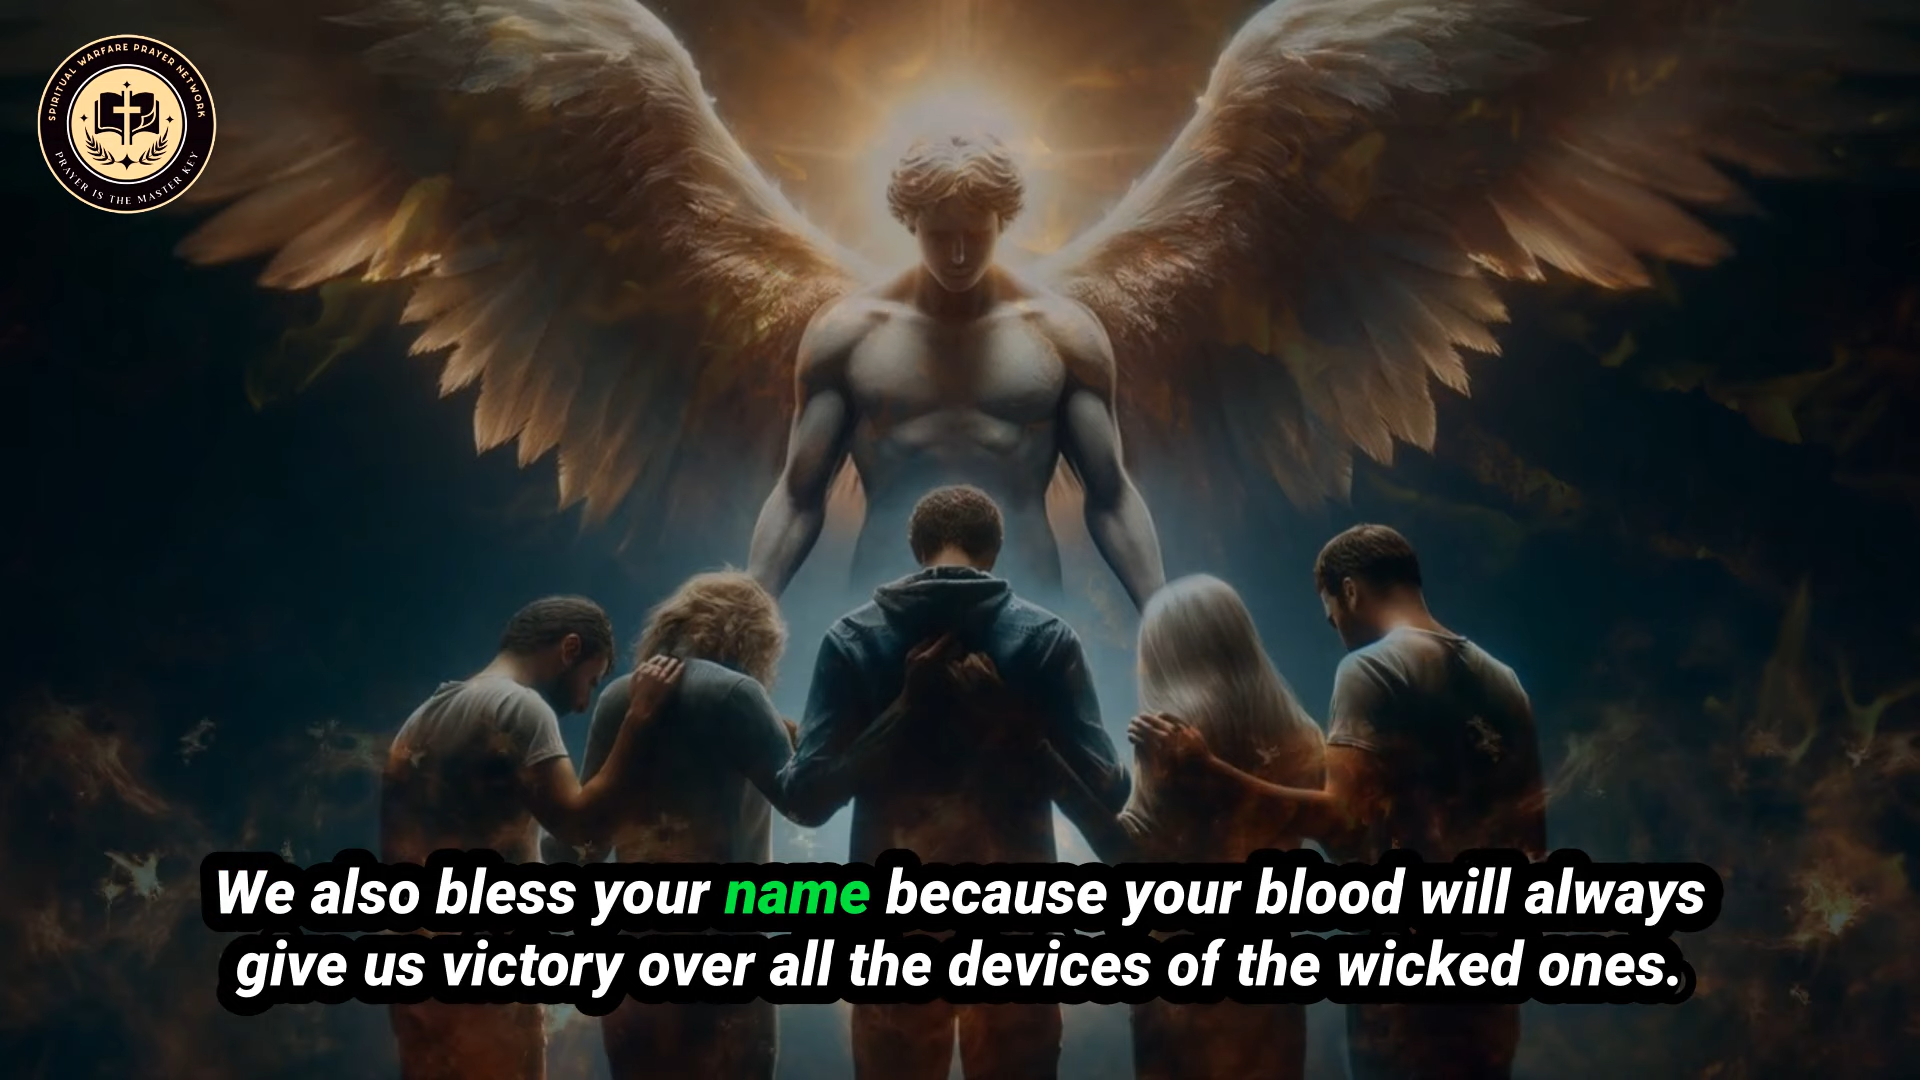 SPIRITUAL WARFARE PRAYER NETWORK
PRAYER IS THE MASTER KEY
We also bless your name because your blood will always
give us victory over all the devices of the wicked ones.